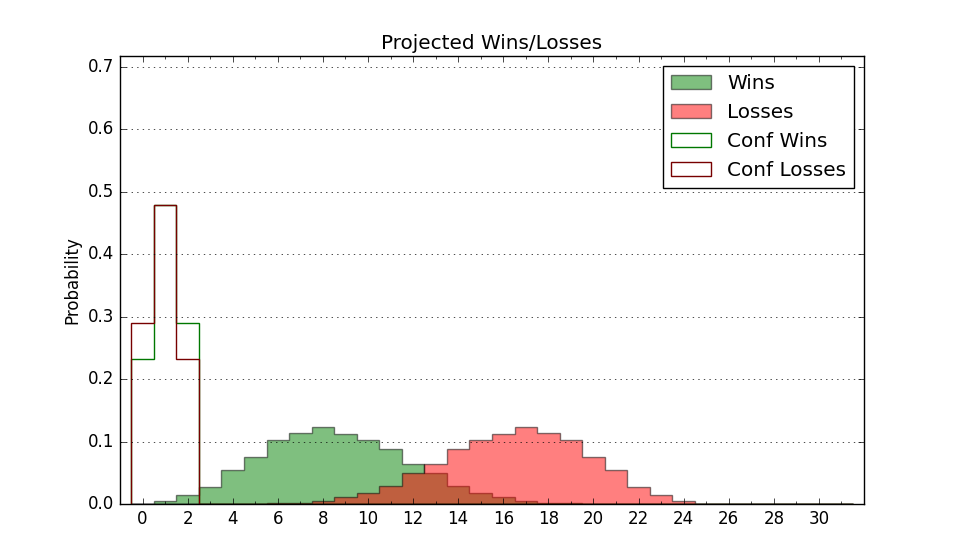 Projected Wins/Losses
0.7
0.6
0.5
0.4
0.3
0.2
0.1
0.0
Probability
Wins
Losses
Conf Wins
Conf Losses
0 2 4 6 8 10 12 14 16 18 20 22 24 26 28 30